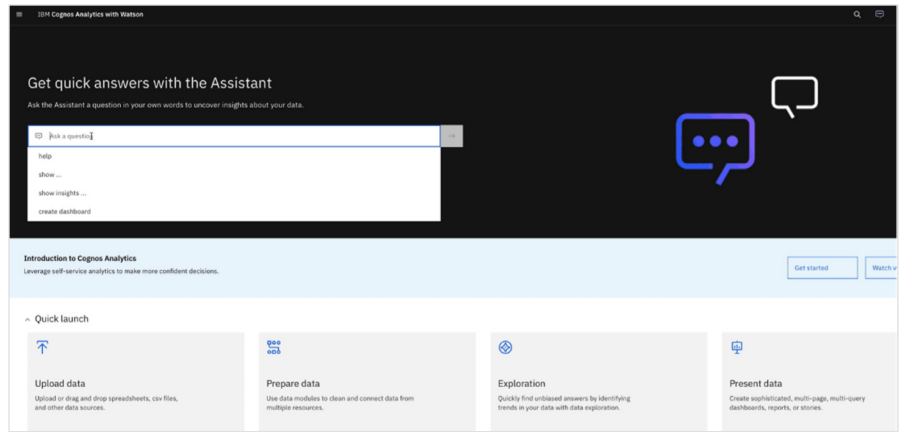 IBM Cognos Analytics with Watson
Get quick answers with the Assistant
Ask the Assistant a question in your own words to uncover insights about your data.
Ask a question
help
show ...
show insights ...
create dashboard
Introduction to Cognos Analytics
Leverage self-service analytics to make more confident decisions.
Get started
Watch v
Quick launch
Upload data
Upload or drag and drop spreadsheets, csv files,
and other data sources.
Prepare data
Use data modules to clean and connect data from
multiple resources.
Exploration
Quickly find unbiased answers by identifying
trends in your data with data exploration.
Present data
Create sophisticated, multi-page, multi-query
dashboards, reports, or stories.